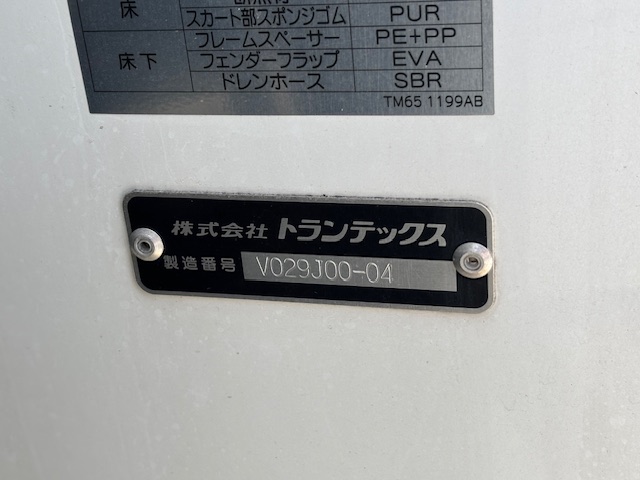 床
スカート部スポンジゴム PUR
床下
フレームスペーサー PE+PP
フェンダーフラップ EVA
ドレンホース SBR
TM65 1199AB
株式会社 トランテックス
製造番号 V029J00-04